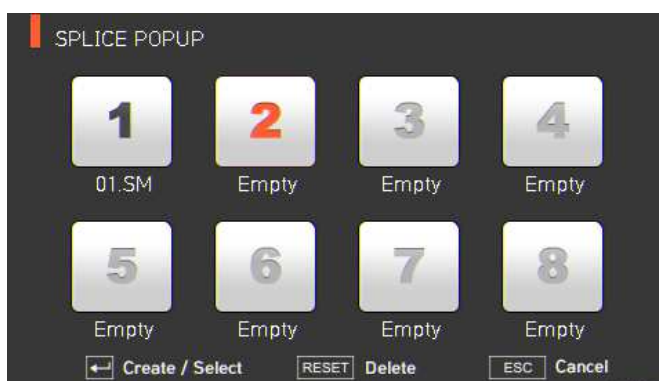 SPLICE POPUP
1 2 3 4
01.SM Empty Empty Empty
5 6 7 8
Empty Empty Empty Empty
↵ Create / Select RESET Delete ESC Cancel